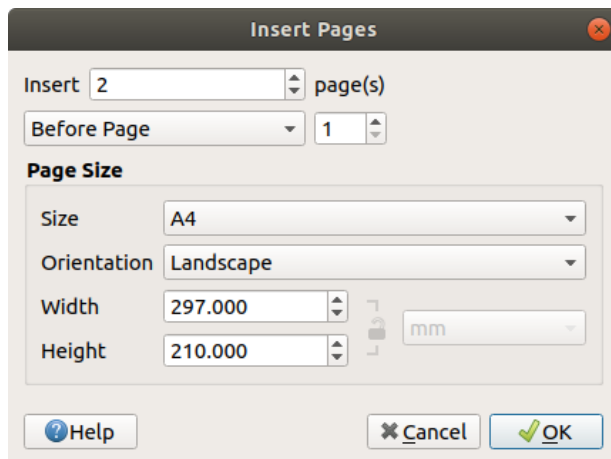 Insert Pages
Insert 2 page(s)
Before Page 1
Page Size
Size A4
Orientation Landscape
Width 297.000
mm
Height 210.000
Help Cancel OK